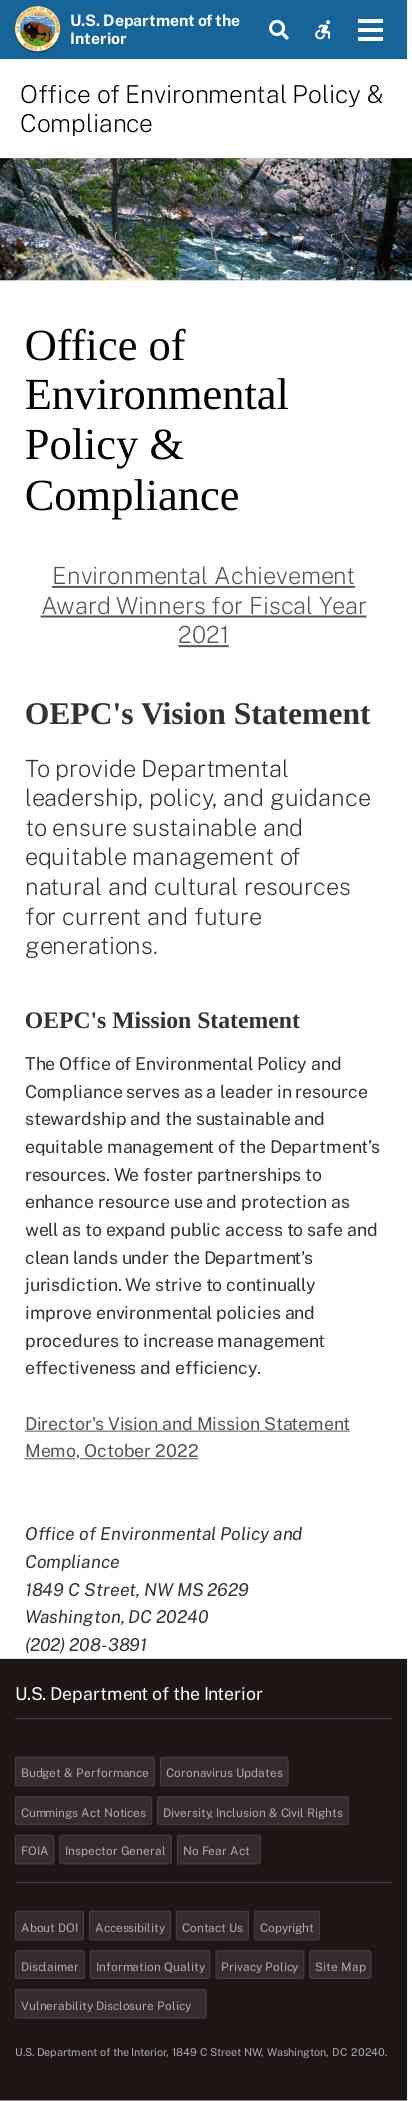 U.S. Department of the
Interior
Office of Environmental Policy &
Compliance
Office of
Environmental
Policy &
Compliance
Environmental Achievement
Award Winners for Fiscal Year
2021
OEPC's Vision Statement
To provide Departmental
leadership, policy, and guidance
to ensure sustainable and
equitable management of
natural and cultural resources
for current and future
generations.
OEPC's Mission Statement
The Office of Environmental Policy and
Compliance serves as a leader in resource
stewardship and the sustainable and
equitable management of the Department's
resources. We foster partnerships to
enhance resource use and protection as
well as to expand public access to safe and
clean lands under the Department's
jurisdiction. We strive to continually
improve environmental policies and
procedures to increase management
effectiveness and efficiency.
Director's Vision and Mission Statement
Memo, October 2022
Office of Environmental Policy and
Compliance
1849 C Street, NW MS 2629
Washington, DC 20240
(202) 208-3891
U.S. Department of the Interior
Budget & Performance Coronavirus Updates
Cummings Act Notices Diversity, Inclusion & Civil Rights
FOIA Inspector General No Fear Act
About DOI Accessibility Contact Us Copyright
Disclaimer Information Quality Privacy Policy Site Map
Vulnerability Disclosure Policy
U.S. Department of the Interior, 1849 C Street NW, Washington, DC 20240.